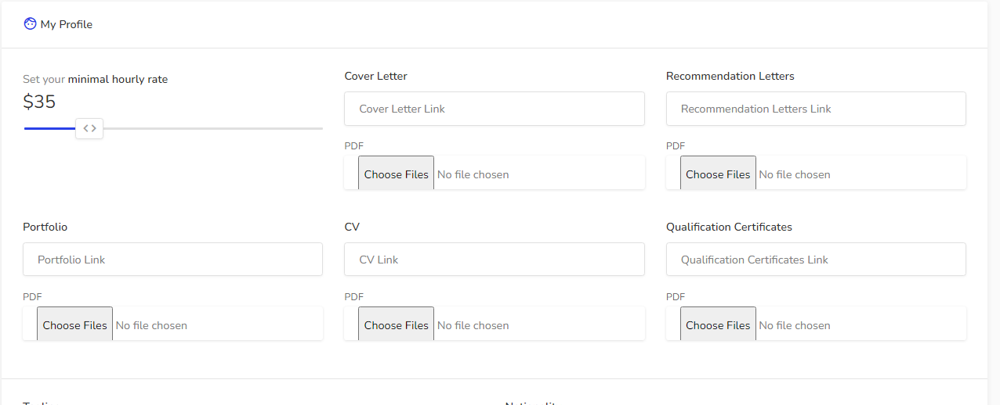 My Profile
Set your minimal hourly rate
$35
Cover Letter
Cover Letter Link
PDF
Choose Files No file chosen
Recommendation Letters
Recommendation Letters Link
PDF
Choose Files No file chosen
Portfolio
Portfolio Link
PDF
Choose Files No file chosen
CV
CV Link
PDF
Choose Files No file chosen
Qualification Certificates
Qualification Certificates Link
PDF
Choose Files No file chosen